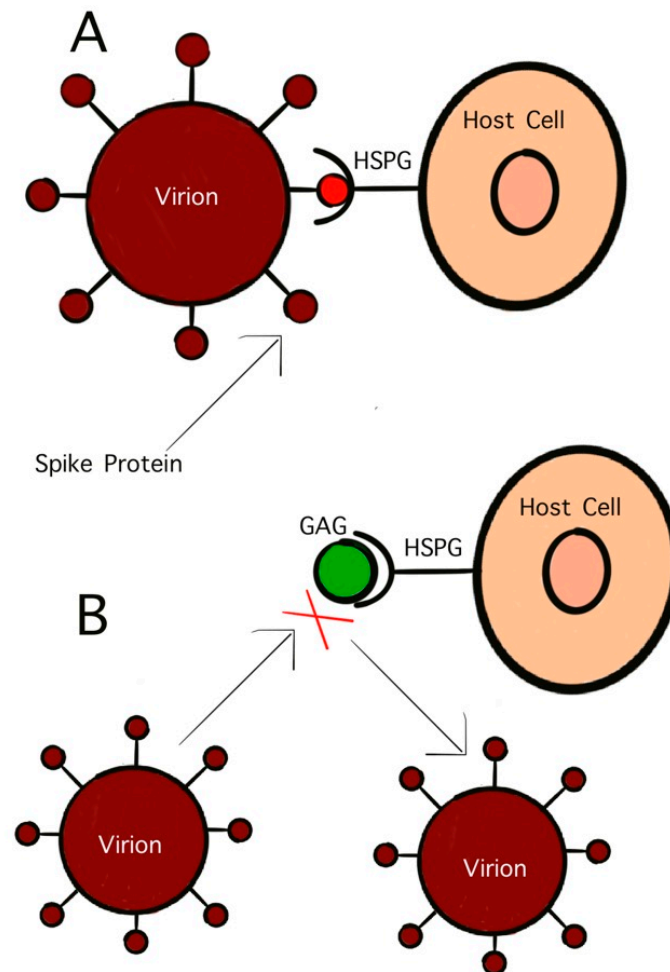 A
Virion
HSPG
Host Cell
Spike Protein
B
GAG
HSPG
Host Cell
Virion
Virion